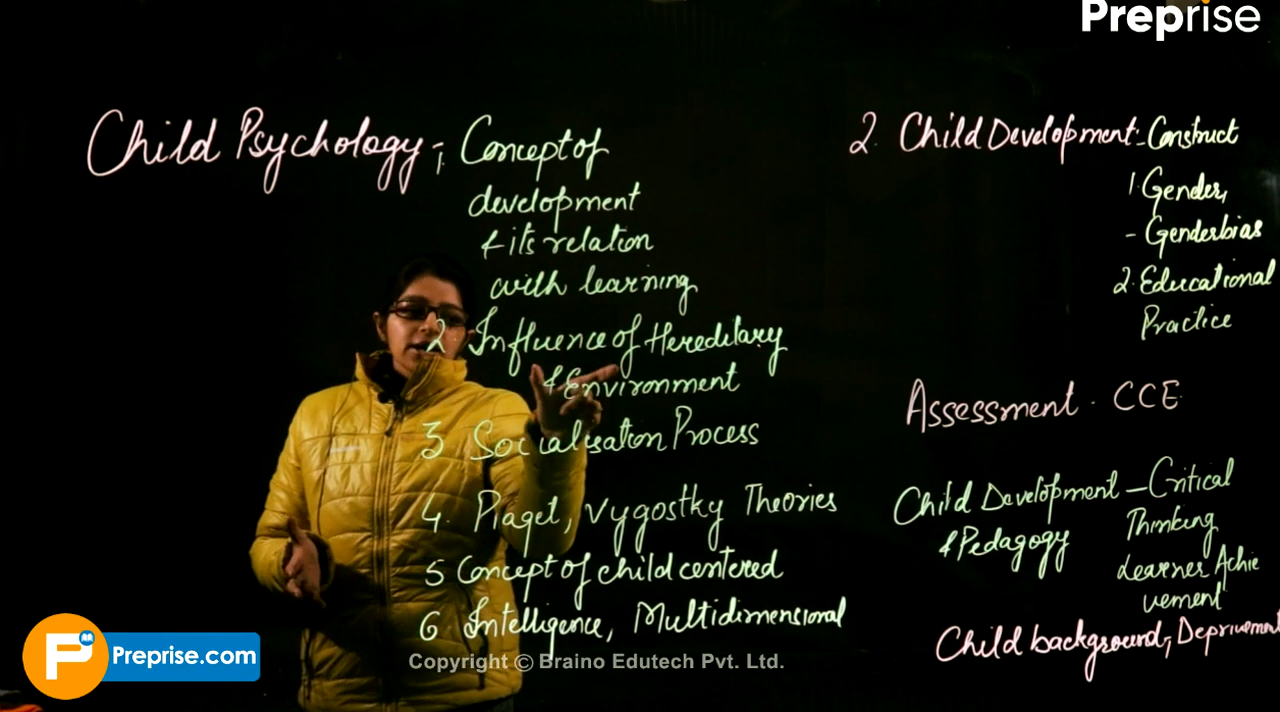 Preprise
Child Psychology - 1. Concept of
development
& its relation
with learning
2 Influence of Hereditary
& Environment
3 Socialisation Process
4. Piaget, Vygostky Theories
5 Concept of child centered
6 Intelligence, Multidimensional
2. Child Development - Construct
1. Gender,
- Genderbias
2. Educational
Practice
Assessment - CCE
Child Development - Critical
& Pedagogy Thinking
Learner Achie
vement
Child background, Deprivement
Preprise.com
Copyright © Braino Edutech Pvt. Ltd.